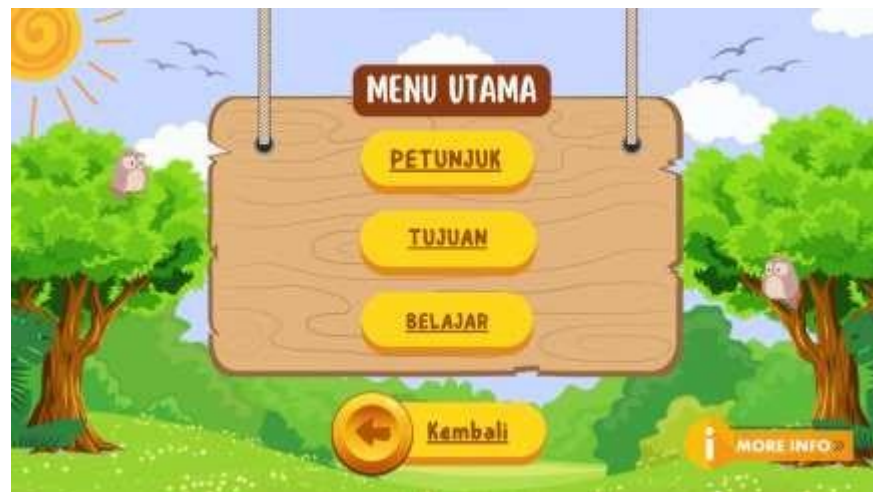 MENU UTAMA
PETUNJUK
TUJUAN
BELAJAR
Kembali
i MORE INFO»